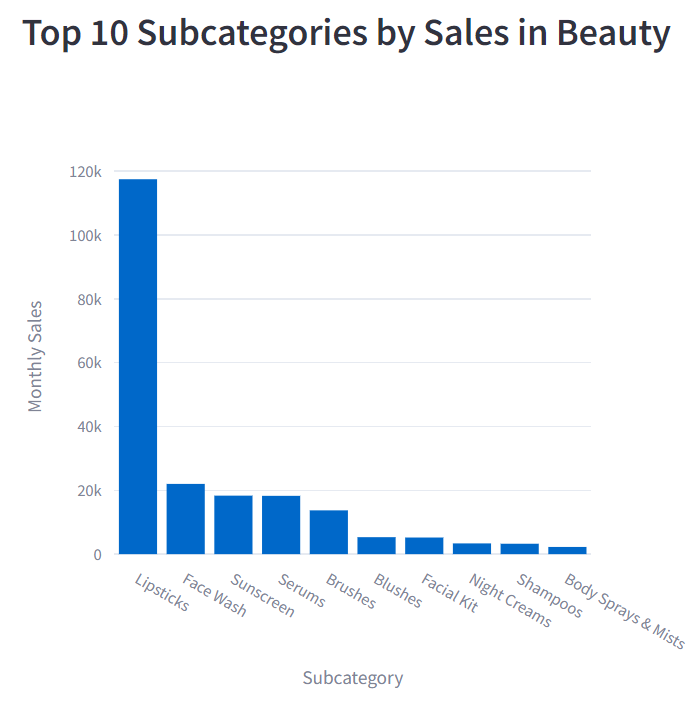 Top 10 Subcategories by Sales in Beauty
120k
100k
80k
60k
40k
20k
0
Monthly Sales
Lipsticks
Face Wash
Sunscreen
Serums
Brushes
Blushes
Facial Kit
Night Creams
Shampoos
Body Sprays & Mists
Subcategory